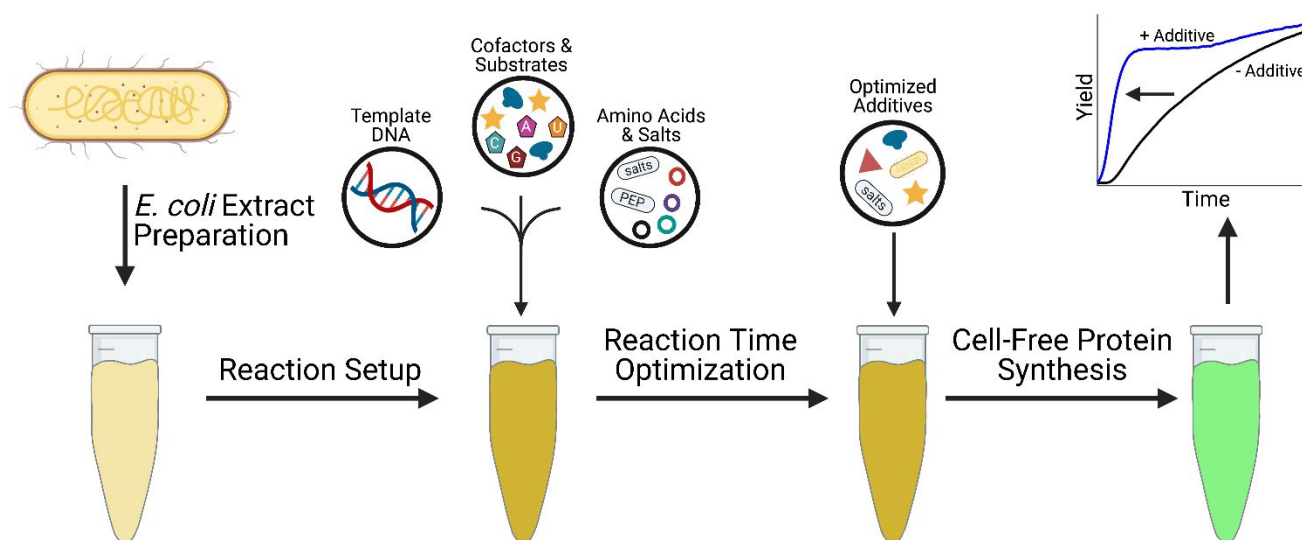 E. coli Extract
Preparation
Template
DNA
Cofactors &
Substrates
C
A
U
G
Amino Acids
& Salts
salts
PEP
Optimized
Additives
salts
Yield
+ Additive
- Additive
Time
Reaction Setup
Reaction Time
Optimization
Cell-Free Protein
Synthesis